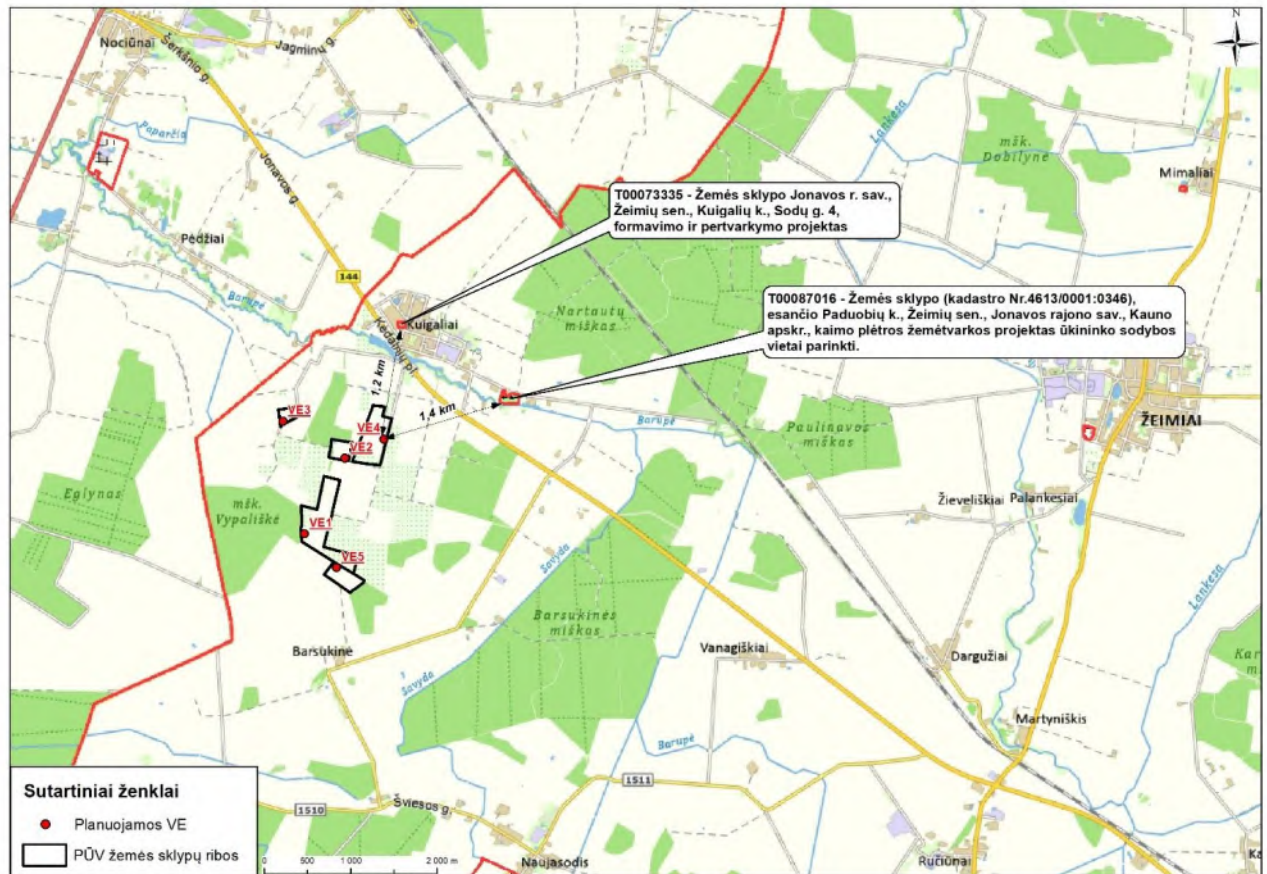 N
Nociūnai
Šerkšnio g.
Jagminų g.
Paparčia
Lankesa
mšk.
Dobilynė
Mimaliai
Jonavos g.
T00073335 - Žemės sklypo Jonavos r. sav.,
Žeimių sen., Kuigalių k., Sodų g. 4,
formavimo ir pertvarkymo projektas
Pėdžiai
144
Barupė
T00087016 - Žemės sklypo (kadastro Nr.4613/0001:0346),
esančio Paduobių k., Žeimių sen., Jonavos rajono sav., Kauno
apskr., kaimo plėtros žemėtvarkos projektas ūkininko sodybos
vietai parinkti.
Nartautų
miškas
Kuigaliai
Kėdainių pl.
1,2 km
1,4 km
VE3
VE4
VE2
Barupė
Paulinavos
miškas
ŽEIMIAI
Eglynas
mšk.
Vypališkė
Žieveliškiai
Palankesiai
VE1
VE5
Savyda
Lankesa
Barsukinės
miškas
Barsukinė
Vanagiškiai
Dargužiai
Kar
m
Savyda
Martyniškis
Barupė
Sutartiniai ženklai
Planuojamos VE
PŪV žemės sklypų ribos
1511
1510
Šviesos g.
0 500 1 000 2 000 m
Naujasodis
Ručiūnai
Ka